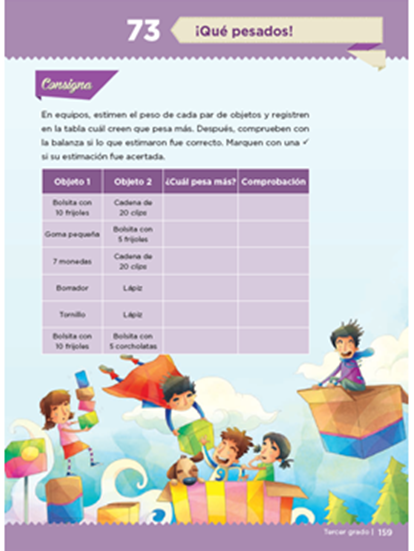 73
¡Qué pesados!
Consigna
En equipos, estimen el peso de cada par de objetos y registren
en la tabla cuál creen que pesa más. Después, comprueben con
la balanza si lo que estimaron fue correcto. Marquen con una ✓
si su estimación fue acertada.
Objeto 1 Objeto 2 ¿Cuál pesa más? Comprobación
Bolsita con 10 frijoles Cadena de 20 clips
Goma pequeña Bolsita con 5 frijoles
7 monedas Cadena de 20 clips
Borrador Lápiz
Tornillo Lápiz
Bolsita con 10 frijoles Bolsita con 5 corcholatas
Tercer grado | 159